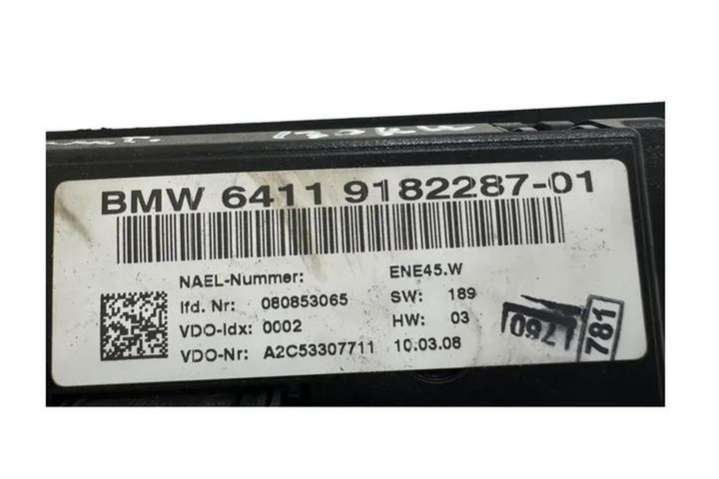 BMW 6411 9182287-01
NAEL-Nummer: ENE45.W
lfd. Nr: 080853065 SW: 189
VDO-Idx: 0002 HW: 03
VDO-Nr: A2C53307711 10.03.08
781